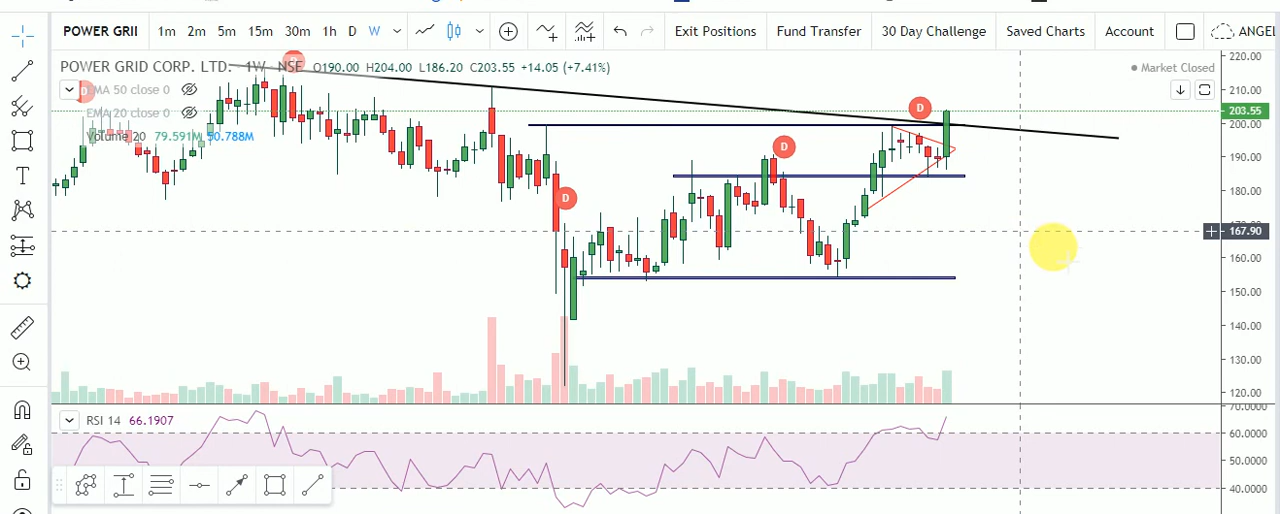 POWER GRII 1m 2m 5m 15m 30m 1h D W Exit Positions Fund Transfer 30 Day Challenge Saved Charts Account ANGEL
POWER GRID CORP. LTD. 1W NSE O190.00 H204.00 L186.20 C203.55 +14.05 (+7.41%) Market Closed
EMA 50 close 0
EMA 20 close 0
Volume 20 79.591M 50.788M
D
D
D
D
220.00
210.00
203.55
200.00
190.00
180.00
167.90
160.00
150.00
140.00
130.00
120.00
RSI 14 66.1907
70.0000
60.0000
50.0000
40.0000
T